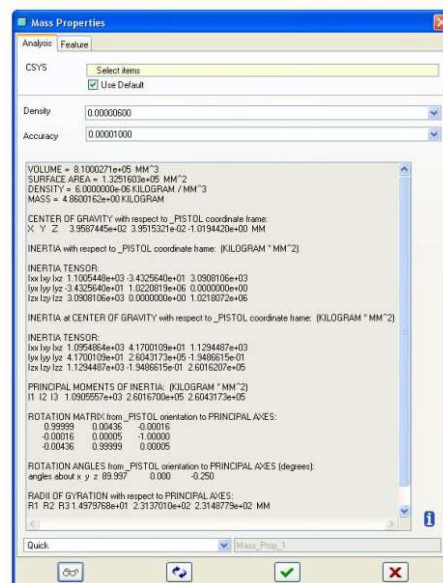 Mass Properties
Analysis Feature
CSYS Select items
Use Default
Density 0.00000600
Accuracy 0.00001000
VOLUME = 8.1000271e+05 MM^3
SURFACE AREA = 1.3251603e+05 MM^2
DENSITY = 6.0000000e-06 KILOGRAM / MM^3
MASS = 4.8600162e+00 KILOGRAM
CENTER OF GRAVITY with respect to _PISTOL coordinate frame:
X Y Z 3.9587445e+02 3.9515321e-02 -1.0194420e+00 MM
INERTIA with respect to _PISTOL coordinate frame: (KILOGRAM * MM^2)
INERTIA TENSOR:
Ixx Ixy Ixz 1.1005448e+03 -3.4325640e+01 3.0908106e+03
Iyx Iyy Iyz -3.4325640e+01 1.0220819e+06 0.0000000e+00
Izx Izy Izz 3.0908106e+03 0.0000000e+00 1.0218072e+06
INERTIA at CENTER OF GRAVITY with respect to _PISTOL coordinate frame: (KILOGRAM * MM^2)
INERTIA TENSOR:
Ixx Ixy Ixz 1.0954864e+03 4.1700109e+01 1.1294487e+03
Iyx Iyy Iyz 4.1700109e+01 2.6043173e+05 -1.9486615e-01
Izx Izy Izz 1.1294487e+03 -1.9486615e-01 2.6016207e+05
PRINCIPAL MOMENTS OF INERTIA: (KILOGRAM * MM^2)
I1 I2 I3 1.0905557e+03 2.6016700e+05 2.6043173e+05
ROTATION MATRIX from _PISTOL orientation to PRINCIPAL AXES:
0.99999 0.00436 -0.00016
-0.00016 0.00005 -1.00000
-0.00436 0.99999 0.00005
ROTATION ANGLES from _PISTOL orientation to PRINCIPAL AXES (degrees):
angles about x y z 89.997 0.000 -0.250
RADII OF GYRATION with respect to PRINCIPAL AXES:
R1 R2 R3 1.4979768e+01 2.3137010e+02 2.3148779e+02 MM
Quick Mass_Prop_1